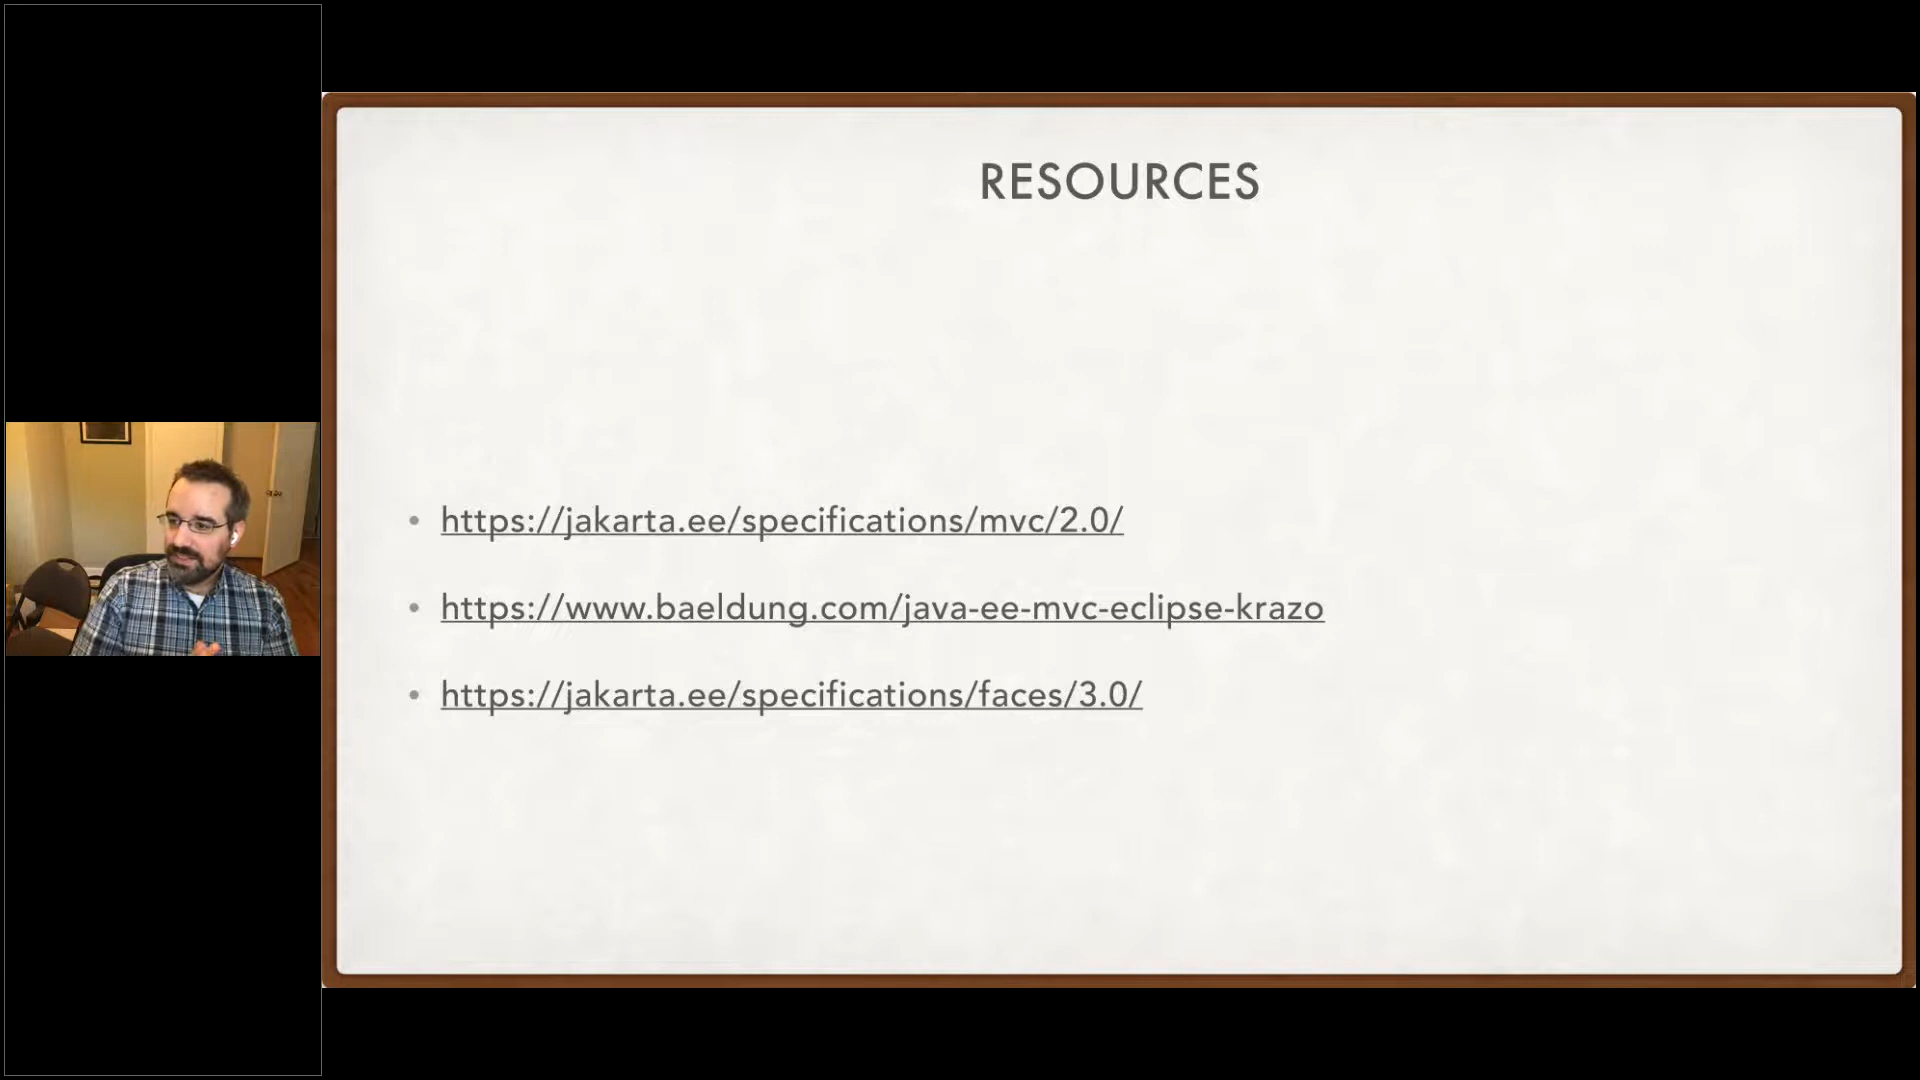 RESOURCES
https://jakarta.ee/specifications/mvc/2.0/
https://www.baeldung.com/java-ee-mvc-eclipse-krazo
https://jakarta.ee/specifications/faces/3.0/